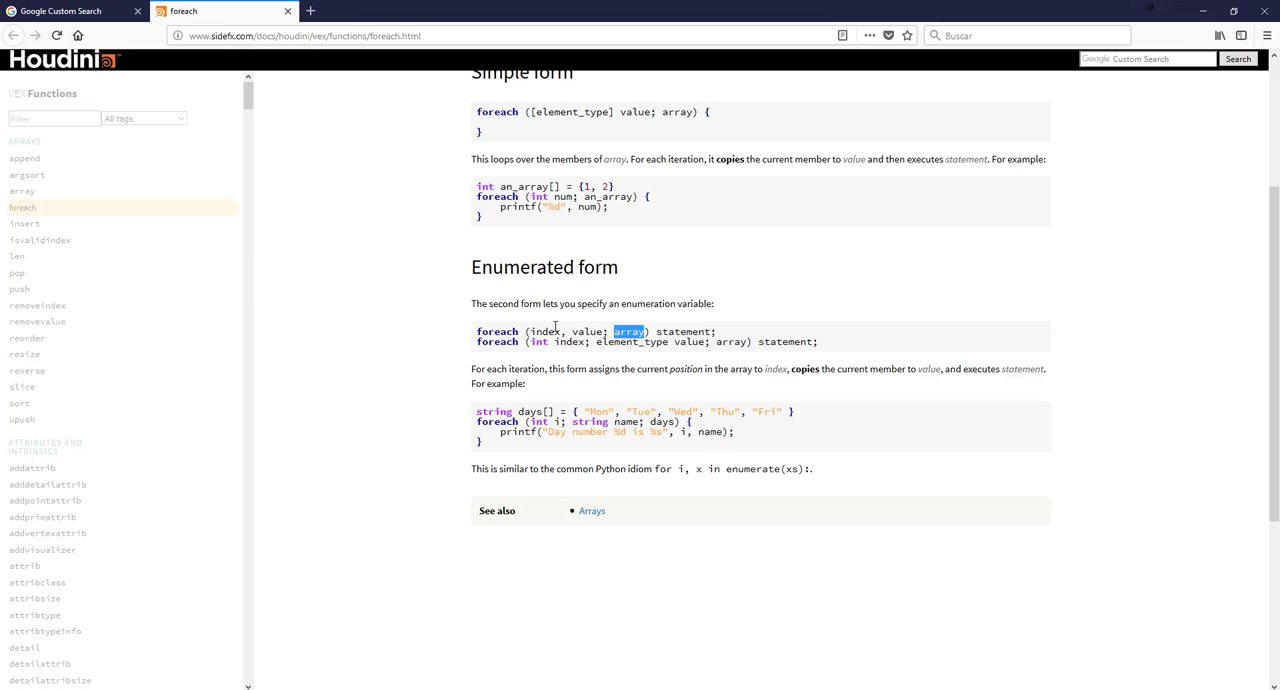 Google Custom Search
foreach
www.sidefx.com/docs/houdini/vex/functions/foreach.html
Buscar
Houdini
Google Custom Search
Search
VEX Functions
Filter
All tags
ARRAYS
append
argsort
array
foreach
insert
isvalidindex
len
pop
push
removeindex
removevalue
reorder
resize
reverse
slice
sort
upush
ATTRIBUTES AND
INTRINSICS
addattrib
adddetailattrib
addpointattrib
addprimattrib
addvertexattrib
addvisualizer
attrib
attribclass
attribsize
attribtype
attribtypeinfo
detail
detailattrib
detailattribsize
Simple form
foreach ([element_type] value; array) {
}
This loops over the members of array. For each iteration, it copies the current member to value and then executes statement. For example:
int an_array[] = {1, 2}
foreach (int num; an_array) {
printf("%d", num);
}
Enumerated form
The second form lets you specify an enumeration variable:
foreach (index, value; array) statement;
foreach (int index; element_type value; array) statement;
For each iteration, this form assigns the current position in the array to index, copies the current member to value, and executes statement.
For example:
string days[] = { "Mon", "Tue", "Wed", "Thu", "Fri" }
foreach (int i; string name; days) {
printf("Day number %d is %s", i, name);
}
This is similar to the common Python idiom for i, x in enumerate(xs):.
See also
• Arrays